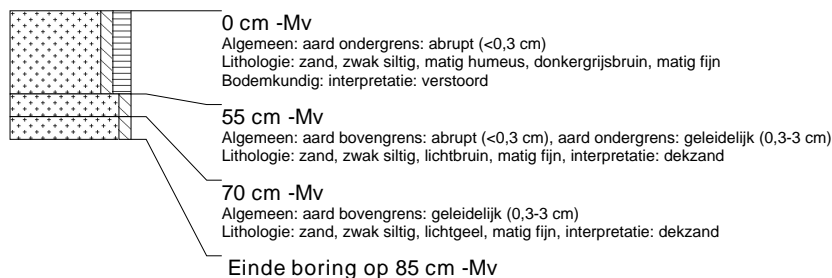 0 cm -Mv
Algemeen: aard ondergrens: abrupt (<0,3 cm)
Lithologie: zand, zwak siltig, matig humeus, donkergrijsbruin, matig fijn
Bodemkundig: interpretatie: verstoord
55 cm -Mv
Algemeen: aard bovengrens: abrupt (<0,3 cm), aard ondergrens: geleidelijk (0,3-3 cm)
Lithologie: zand, zwak siltig, lichtbruin, matig fijn, interpretatie: dekzand
70 cm -Mv
Algemeen: aard bovengrens: geleidelijk (0,3-3 cm)
Lithologie: zand, zwak siltig, lichtgeel, matig fijn, interpretatie: dekzand
Einde boring op 85 cm -Mv